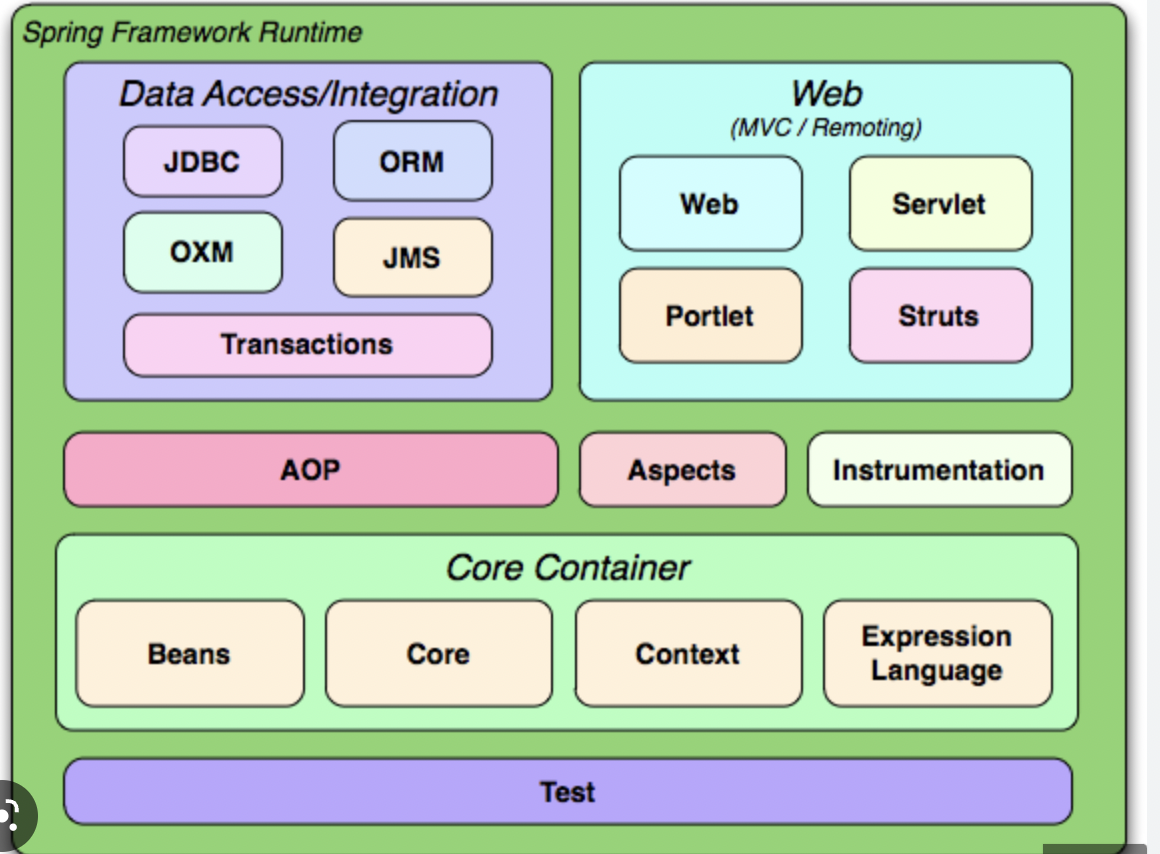 Spring Framework Runtime
Data Access/Integration
JDBC
ORM
OXM
JMS
Transactions
Web
(MVC / Remoting)
Web
Servlet
Portlet
Struts
AOP
Aspects
Instrumentation
Core Container
Beans
Core
Context
Expression
Language
Test